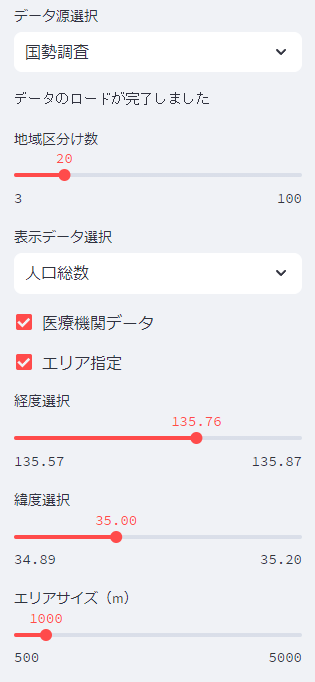 データ源選択
国勢調査
データのロードが完了しました
地域区分け数
20
3 100
表示データ選択
人口総数
医療機関データ
エリア指定
経度選択
135.76
135.57 135.87
緯度選択
35.00
34.89 35.20
エリアサイズ（m）
1000
500 5000